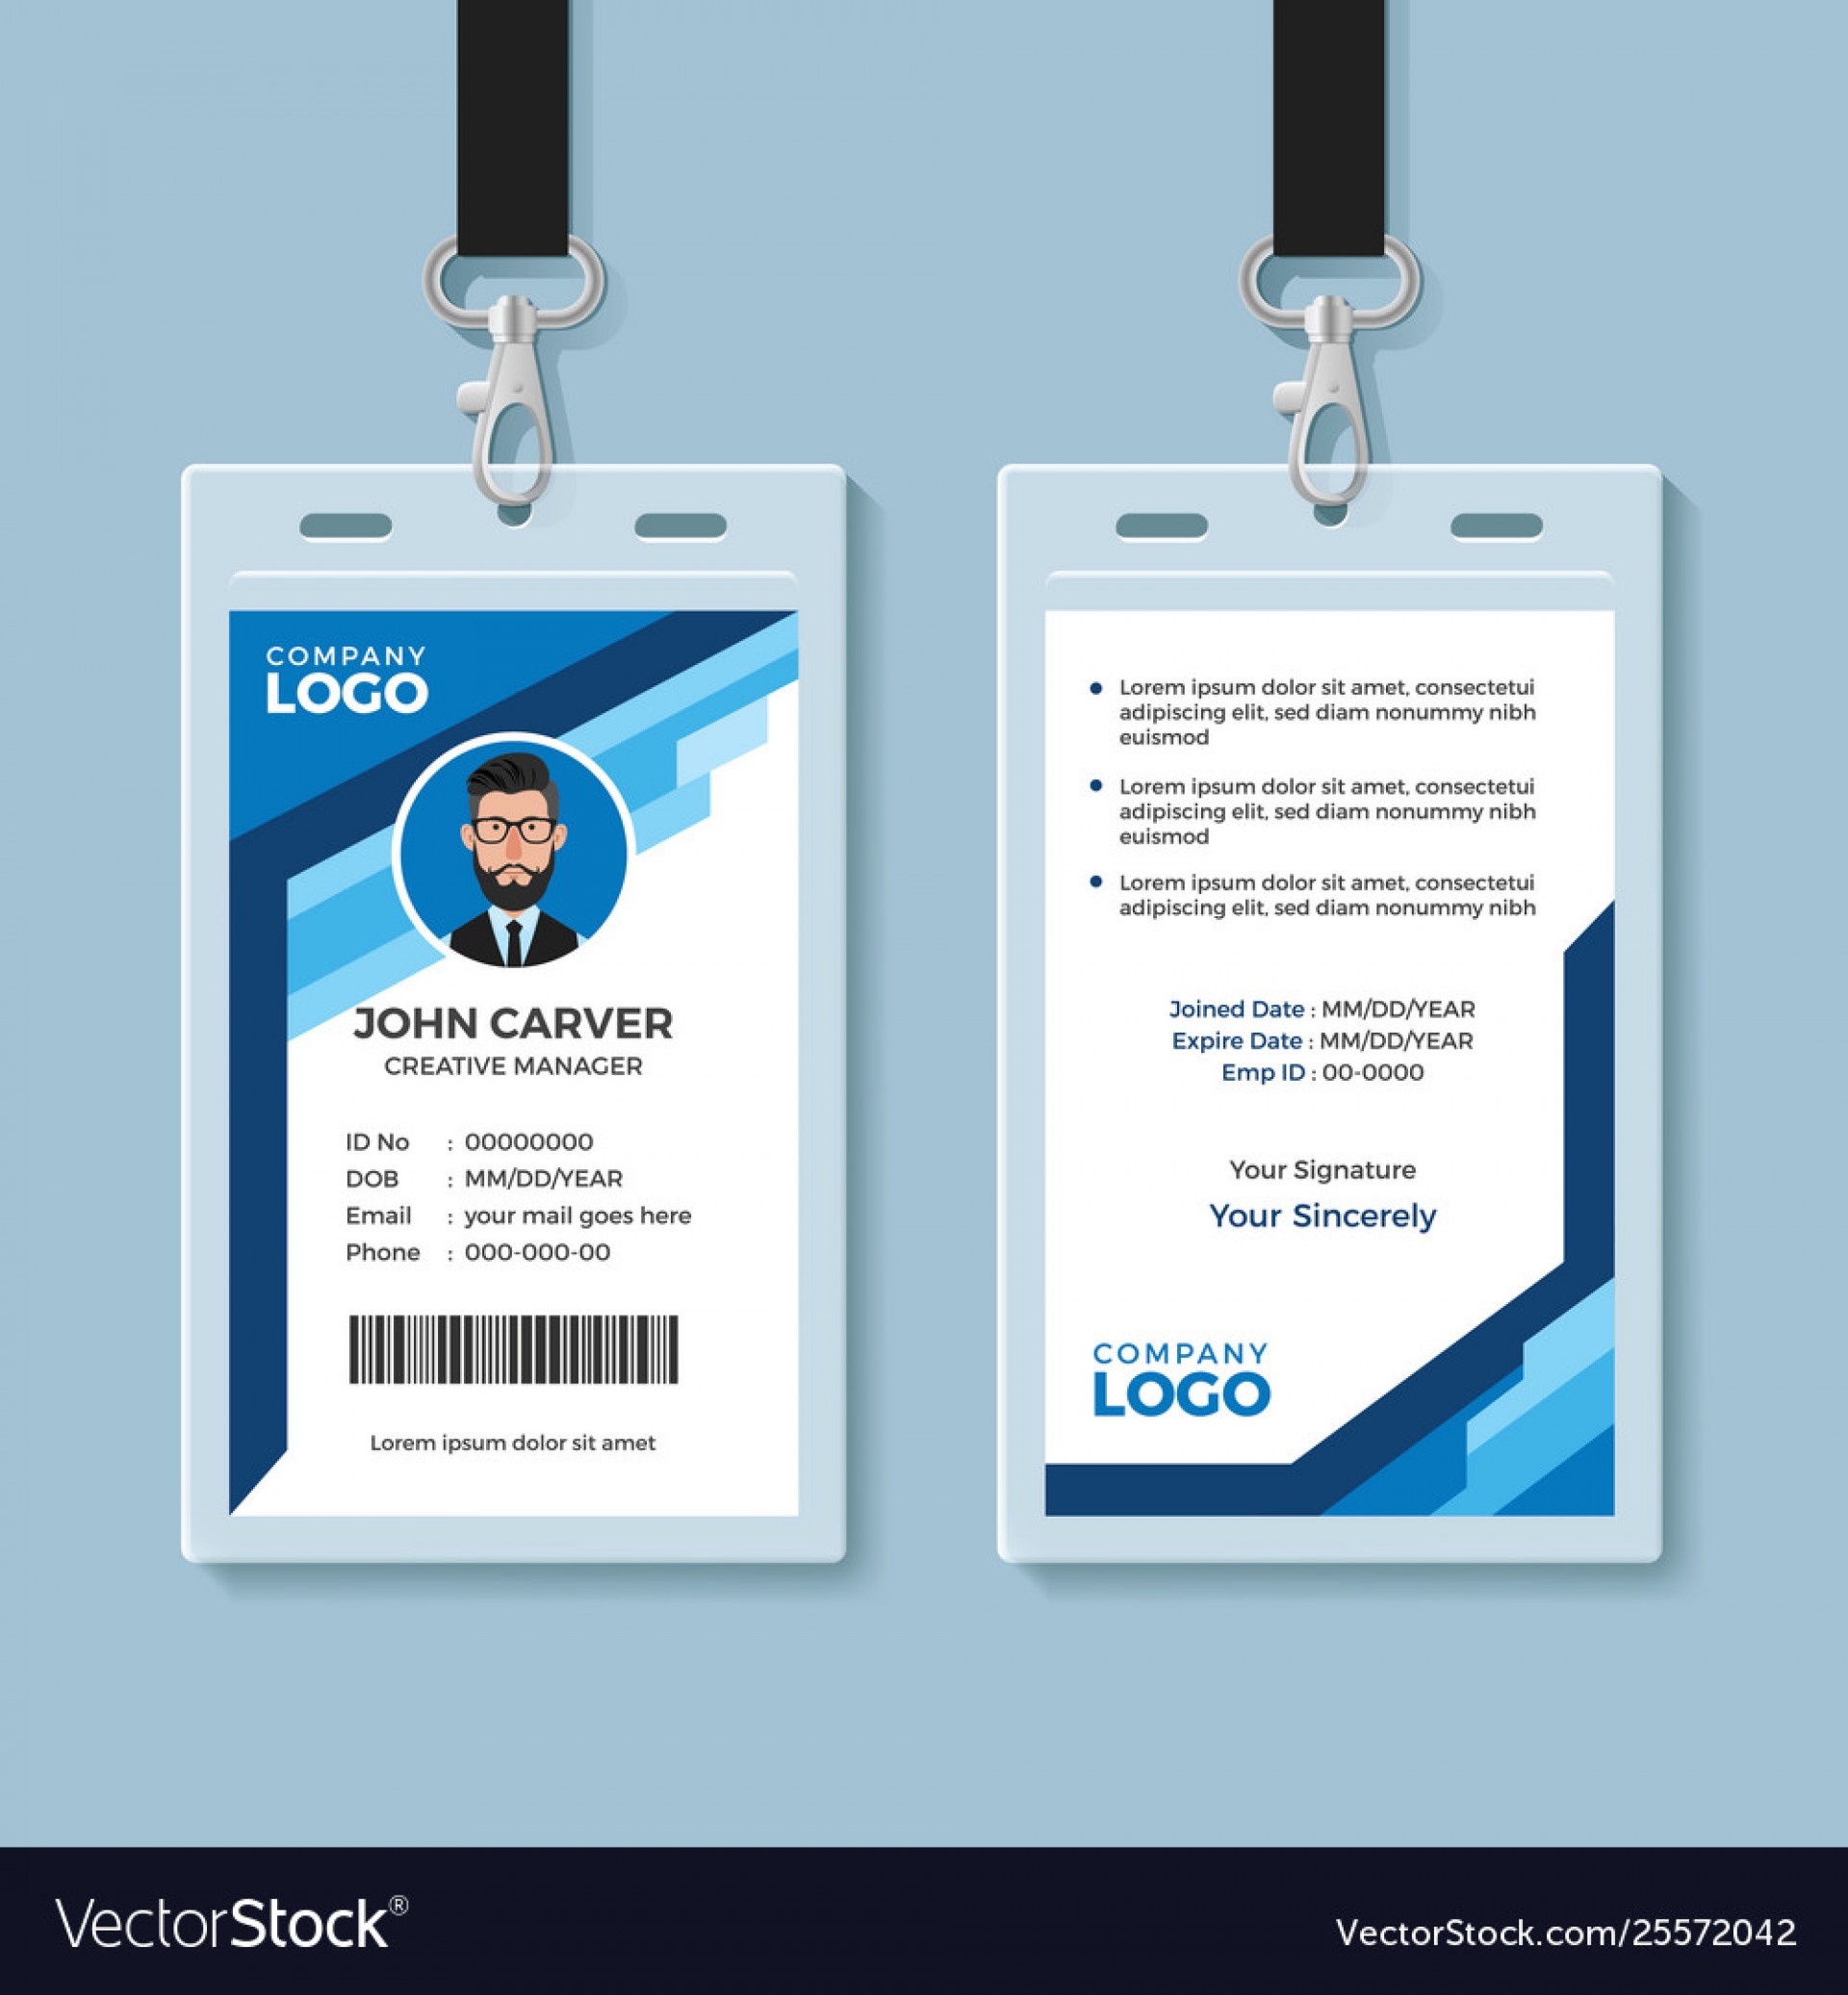 COMPANY
LOGO
JOHN CARVER
CREATIVE MANAGER
ID No : 00000000
DOB : MM/DD/YEAR
Email : your mail goes here
Phone : 000-000-00
Lorem ipsum dolor sit amet
Lorem ipsum dolor sit amet, consectetui
adipiscing elit, sed diam nonummy nibh
euismod
Lorem ipsum dolor sit amet, consectetui
adipiscing elit, sed diam nonummy nibh
euismod
Lorem ipsum dolor sit amet, consectetui
adipiscing elit, sed diam nonummy nibh
Joined Date : MM/DD/YEAR
Expire Date : MM/DD/YEAR
Emp ID : 00-0000
Your Signature
Your Sincerely
COMPANY
LOGO
VectorStock®
VectorStock.com/25572042